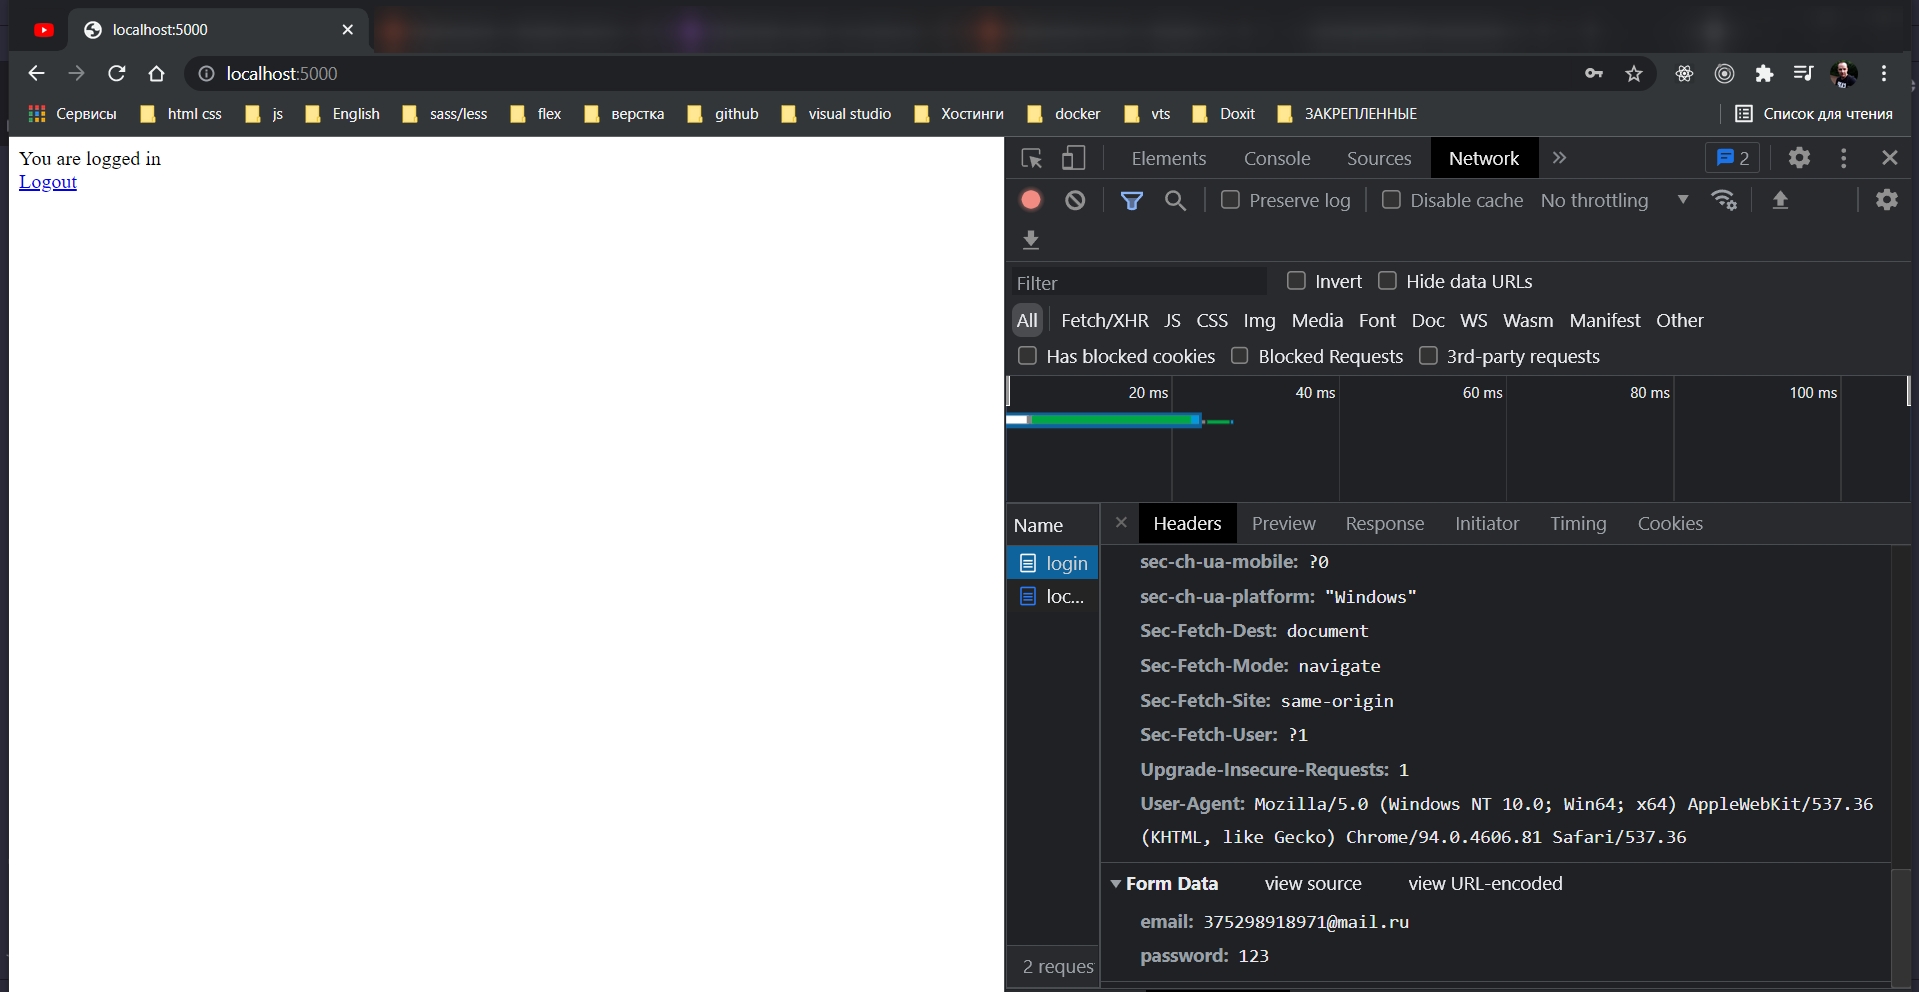 localhost:5000
localhost:5000
Сервисы html css js English sass/less flex верстка github visual studio Хостинги docker vts Doxit ЗАКРЕПЛЕННЫЕ Список для чтения
You are logged in
Logout
Elements Console Sources Network 2
Preserve log Disable cache No throttling
Filter Invert Hide data URLs
All Fetch/XHR JS CSS Img Media Font Doc WS Wasm Manifest Other
Has blocked cookies Blocked Requests 3rd-party requests
20 ms 40 ms 60 ms 80 ms 100 ms
Name Headers Preview Response Initiator Timing Cookies
login
loc...
sec-ch-ua-mobile: ?0
sec-ch-ua-platform: "Windows"
Sec-Fetch-Dest: document
Sec-Fetch-Mode: navigate
Sec-Fetch-Site: same-origin
Sec-Fetch-User: ?1
Upgrade-Insecure-Requests: 1
User-Agent: Mozilla/5.0 (Windows NT 10.0; Win64; x64) AppleWebKit/537.36
(KHTML, like Gecko) Chrome/94.0.4606.81 Safari/537.36
Form Data view source view URL-encoded
email: 375298918971@mail.ru
password: 123
2 reques